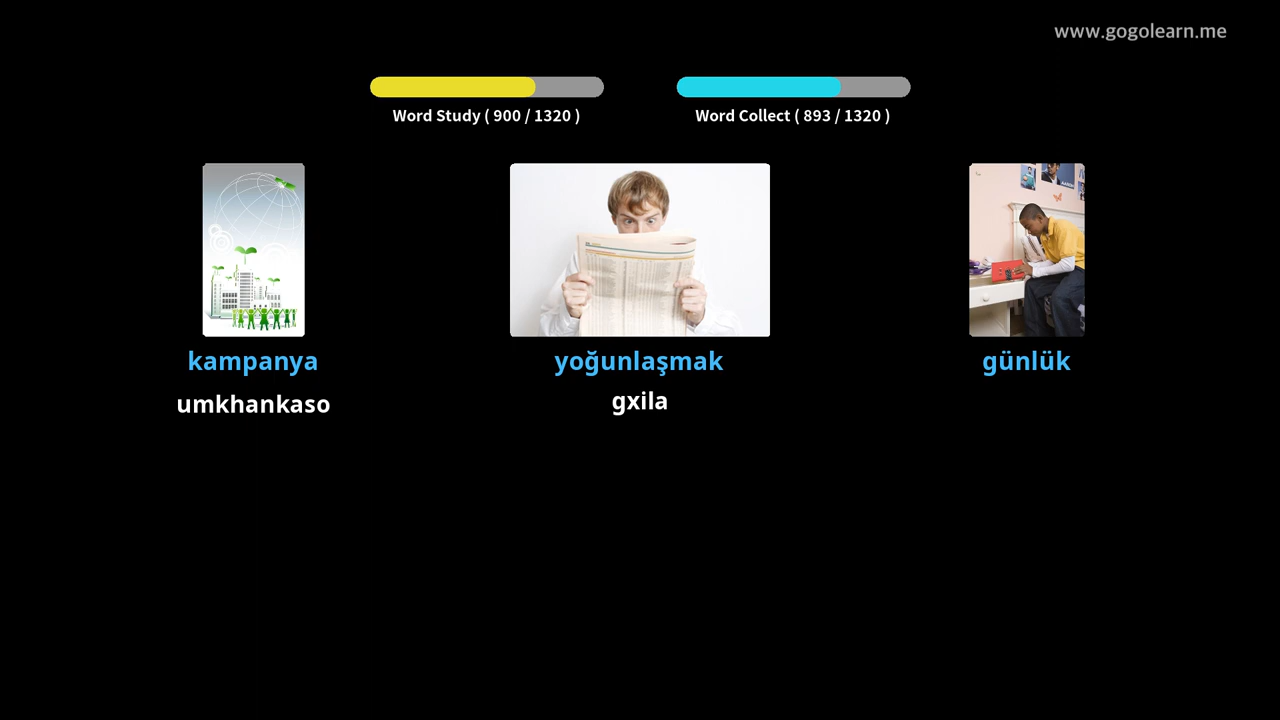 www.gogolearn.me
Word Study ( 900 / 1320 )
Word Collect ( 893 / 1320 )
kampanya
yoğunlaşmak
günlük
umkhankaso
gxila